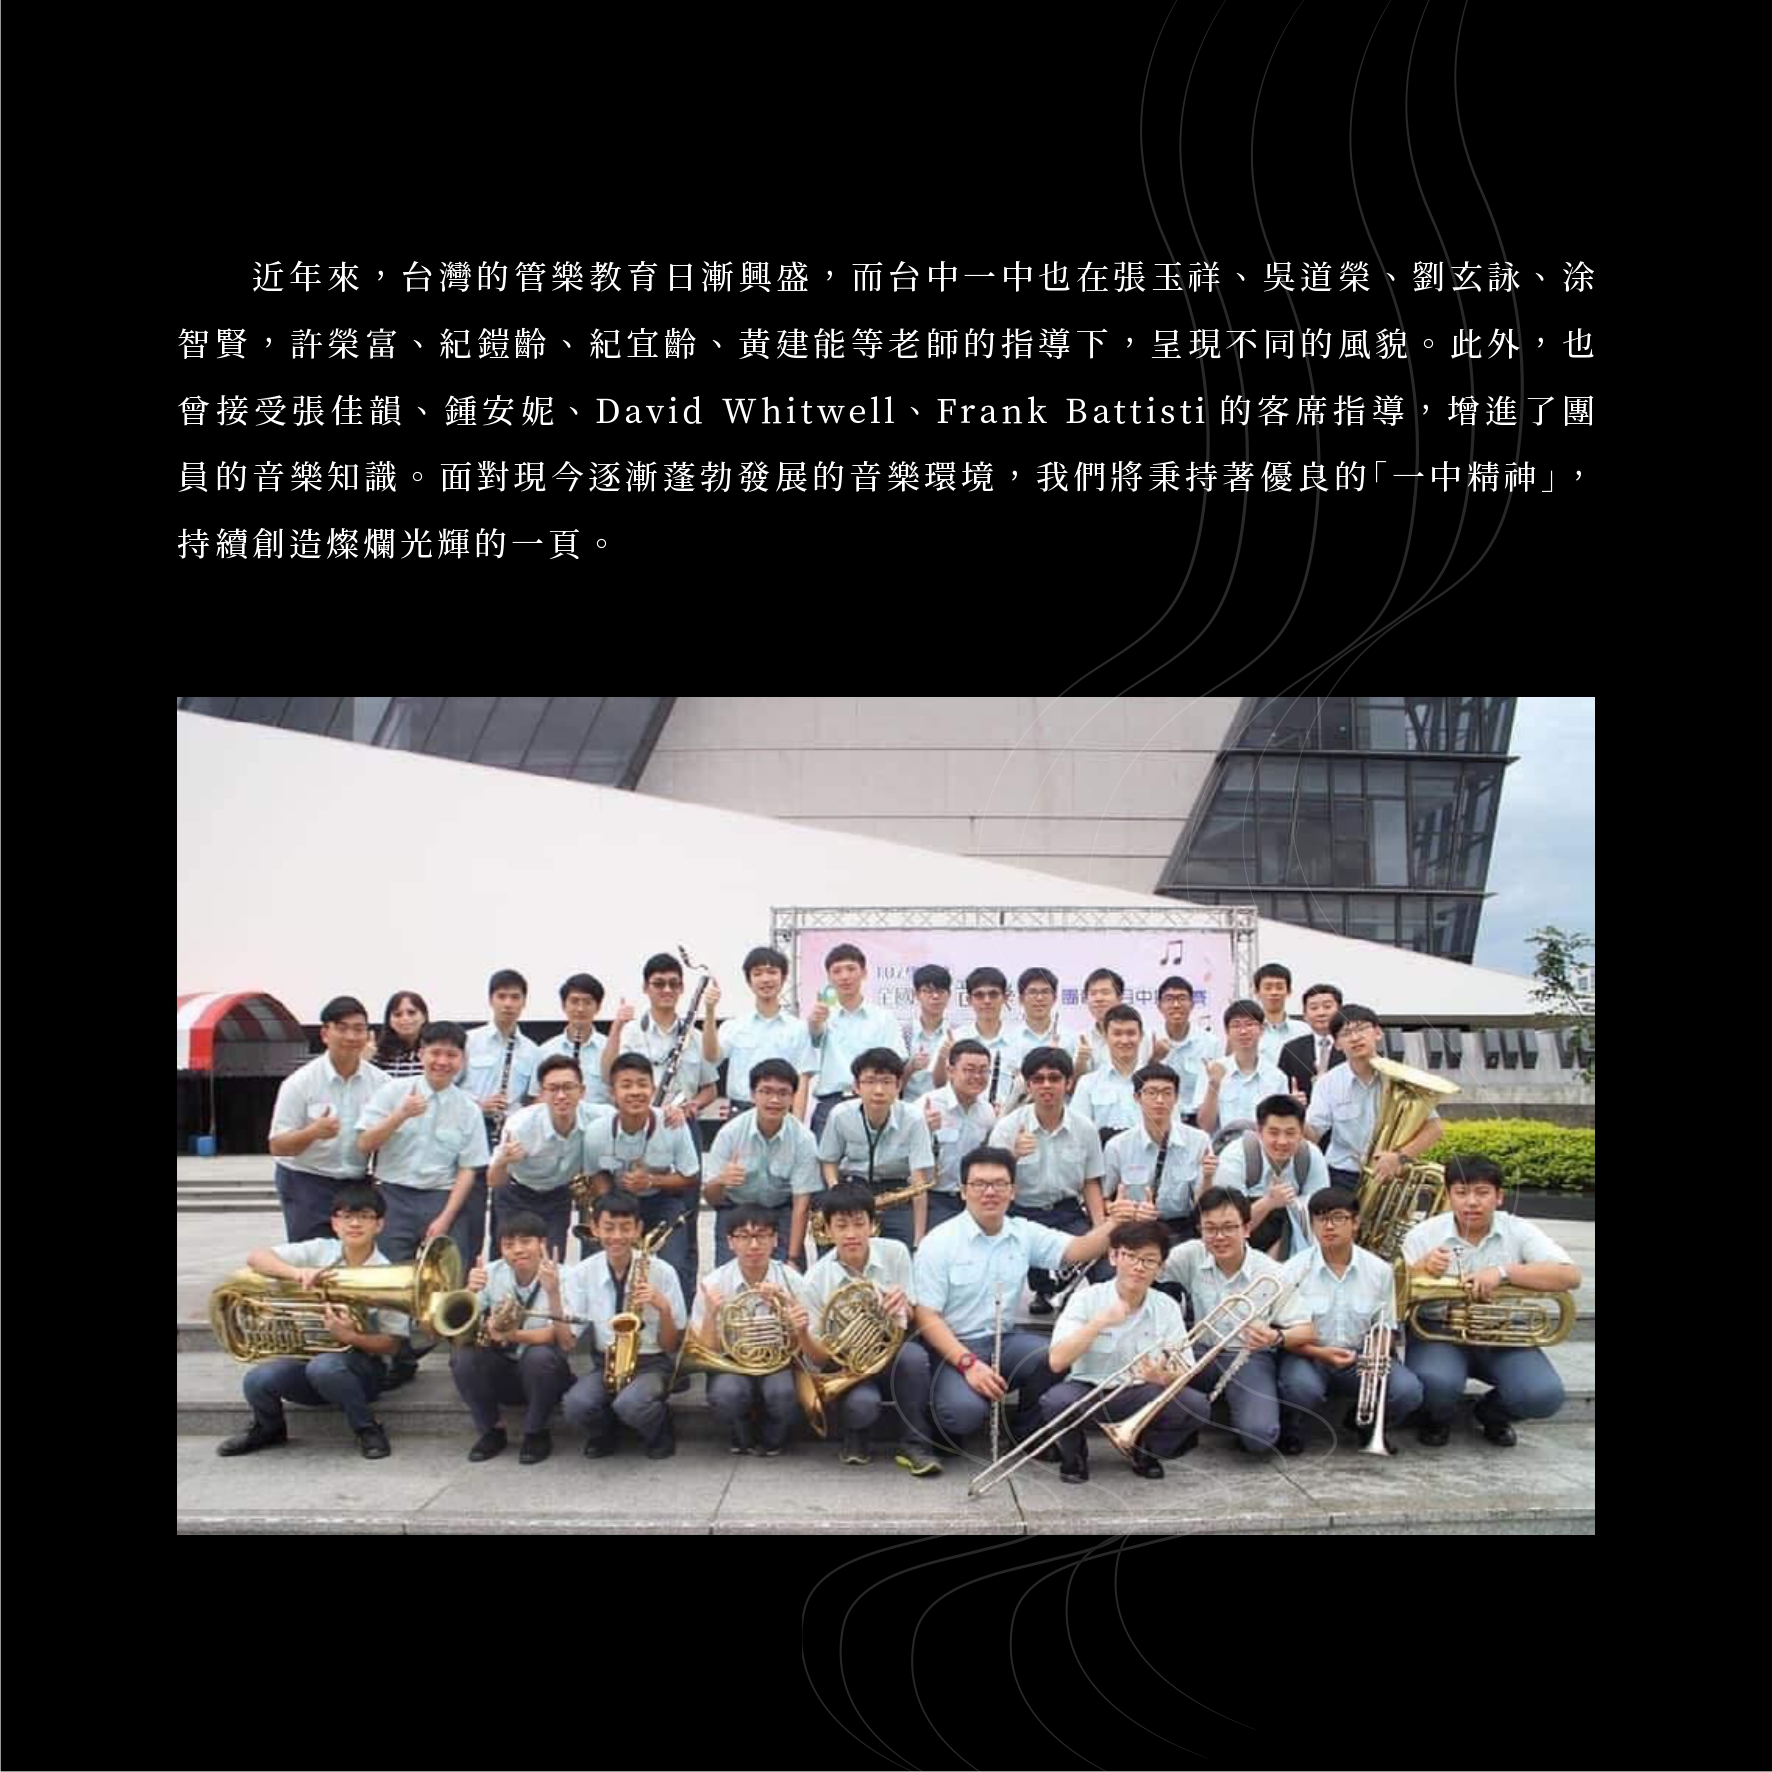 近年來，台灣的管樂教育日漸興盛，而台中一中也在張玉祥、吳道榮、劉玄詠、涂
智賢，許榮富、紀鎧齡、紀宜齡、黃建能等老師的指導下，呈現不同的風貌。此外，也
曾接受張佳韻、鍾安妮、David Whitwell、Frank Battisti 的客席指導，增進了團
員的音樂知識。面對現今逐漸蓬勃發展的音樂環境，我們將秉持著優良的「一中精神」，
持續創造燦爛光輝的一頁。
全國